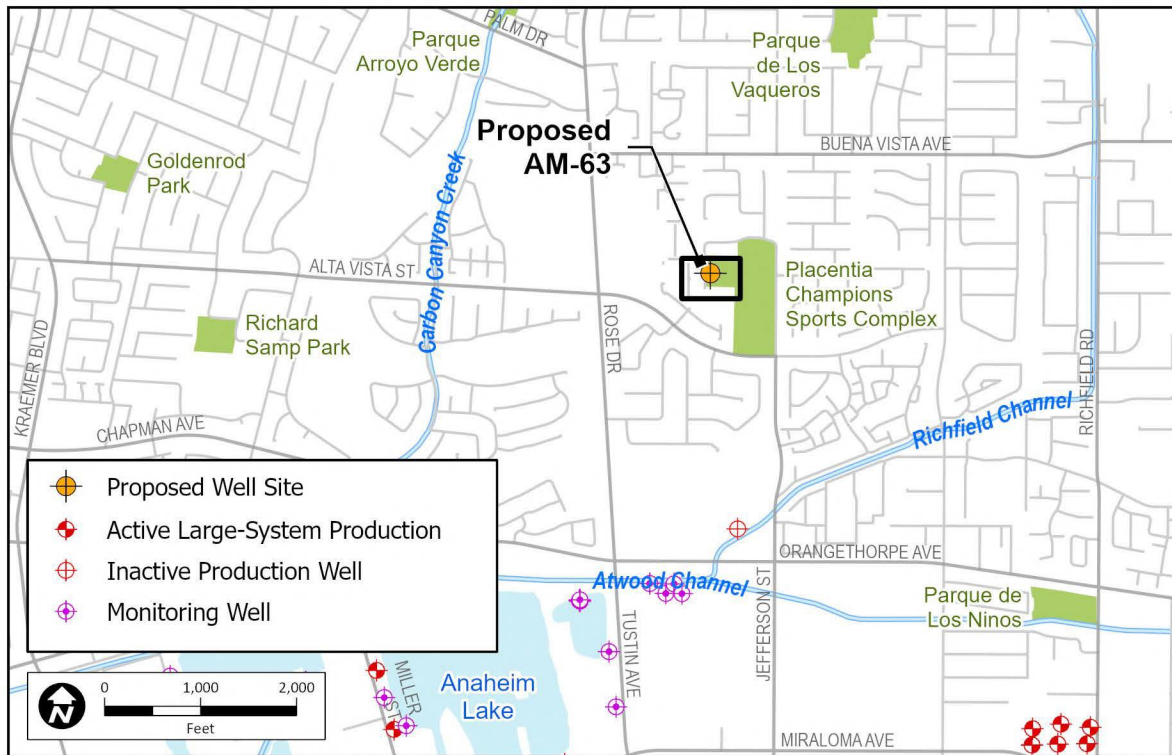 PALM DR
Parque
Arroyo Verde
Parque
de Los
Vaqueros
Proposed
AM-63
BUENA VISTA AVE
Goldenrod
Park
Carbon Canyon Creek
ALTA VISTA ST
Placentia
Champions
Sports Complex
Richard
Samp Park
KRAEMER BLVD
ROSE DR
RICHFIELD RD
CHAPMAN AVE
Richfield Channel
Proposed Well Site
Active Large-System Production
Inactive Production Well
Monitoring Well
ORANGETHORPE AVE
Atwood Channel
JEFFERSON ST
Parque de
Los Ninos
TUSTIN AVE
MILLER
ST
Anaheim
Lake
N
0 1,000 2,000
Feet
MIRALOMA AVE